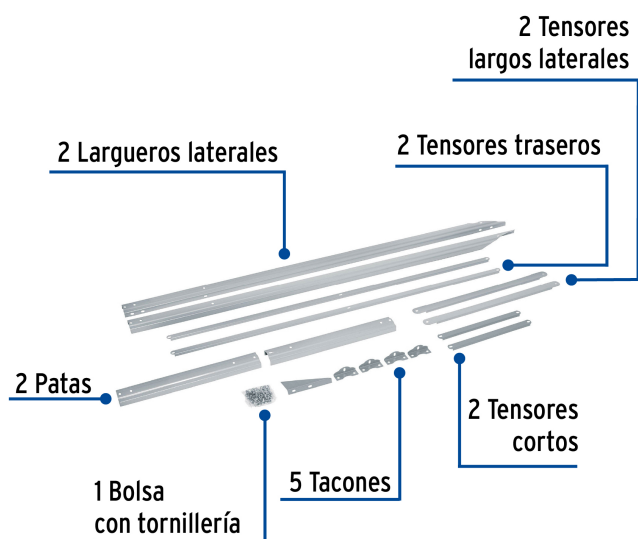 2 Tensores
largos laterales
2 Largueros laterales
2 Tensores traseros
2 Patas
2 Tensores
cortos
5 Tacones
1 Bolsa
con tornillería